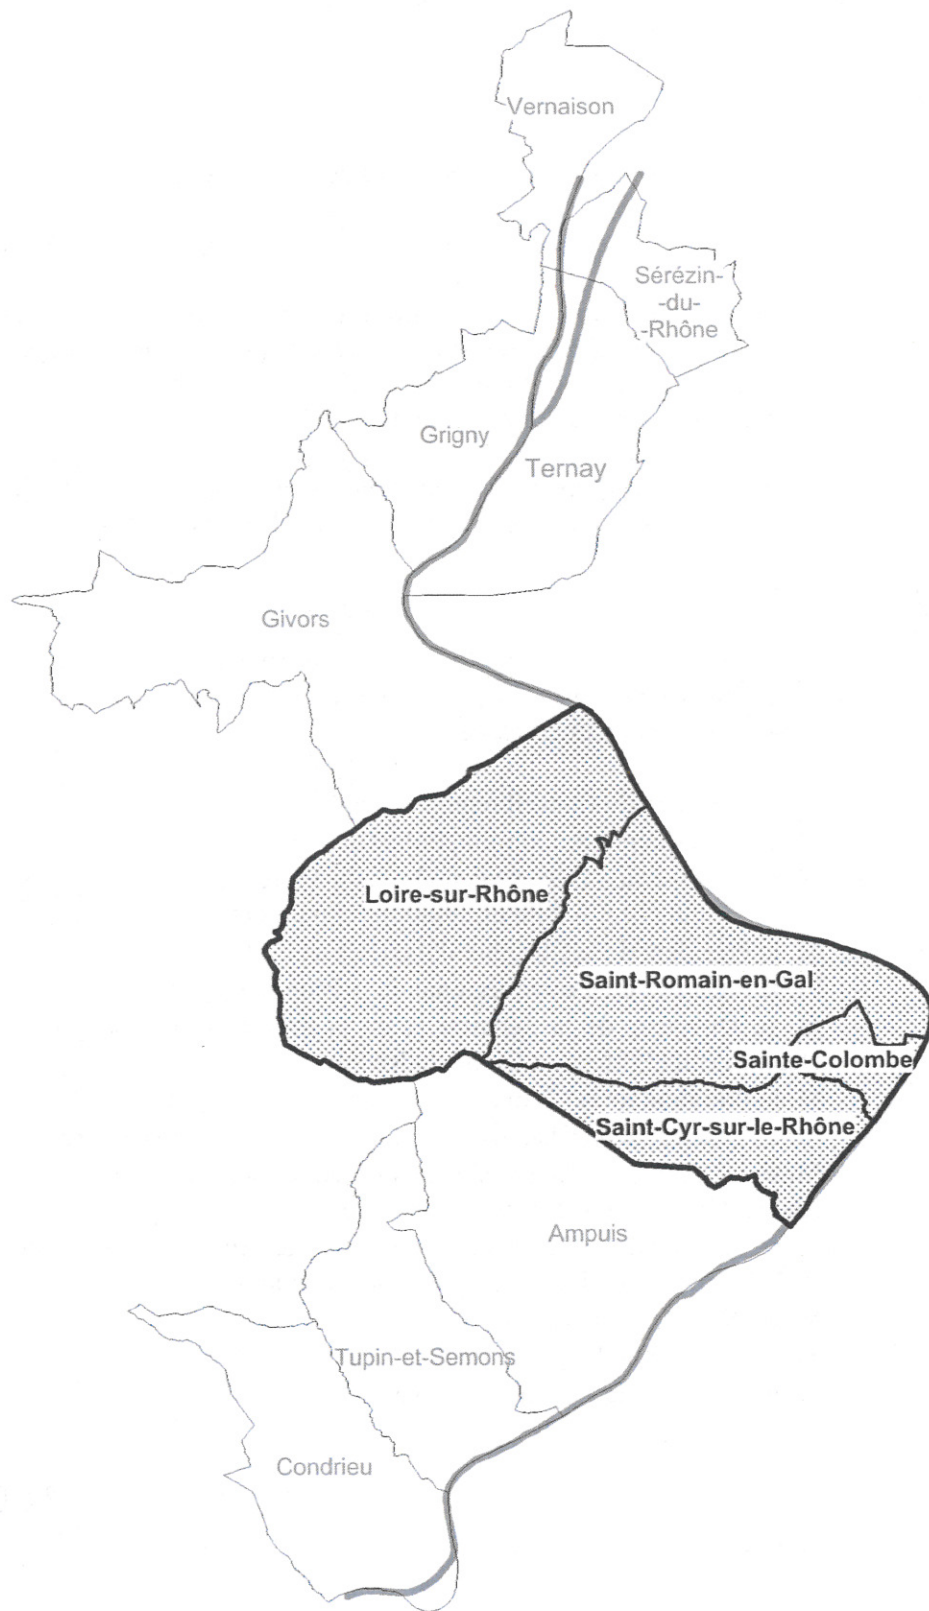 Vernaison
Sérézin-
-du-
-Rhône
Grigny
Ternay
Givors
Loire-sur-Rhône
Saint-Romain-en-Gal
Sainte-Colombe
Saint-Cyr-sur-le-Rhône
Ampuis
Tupin-et-Semons
Condrieu